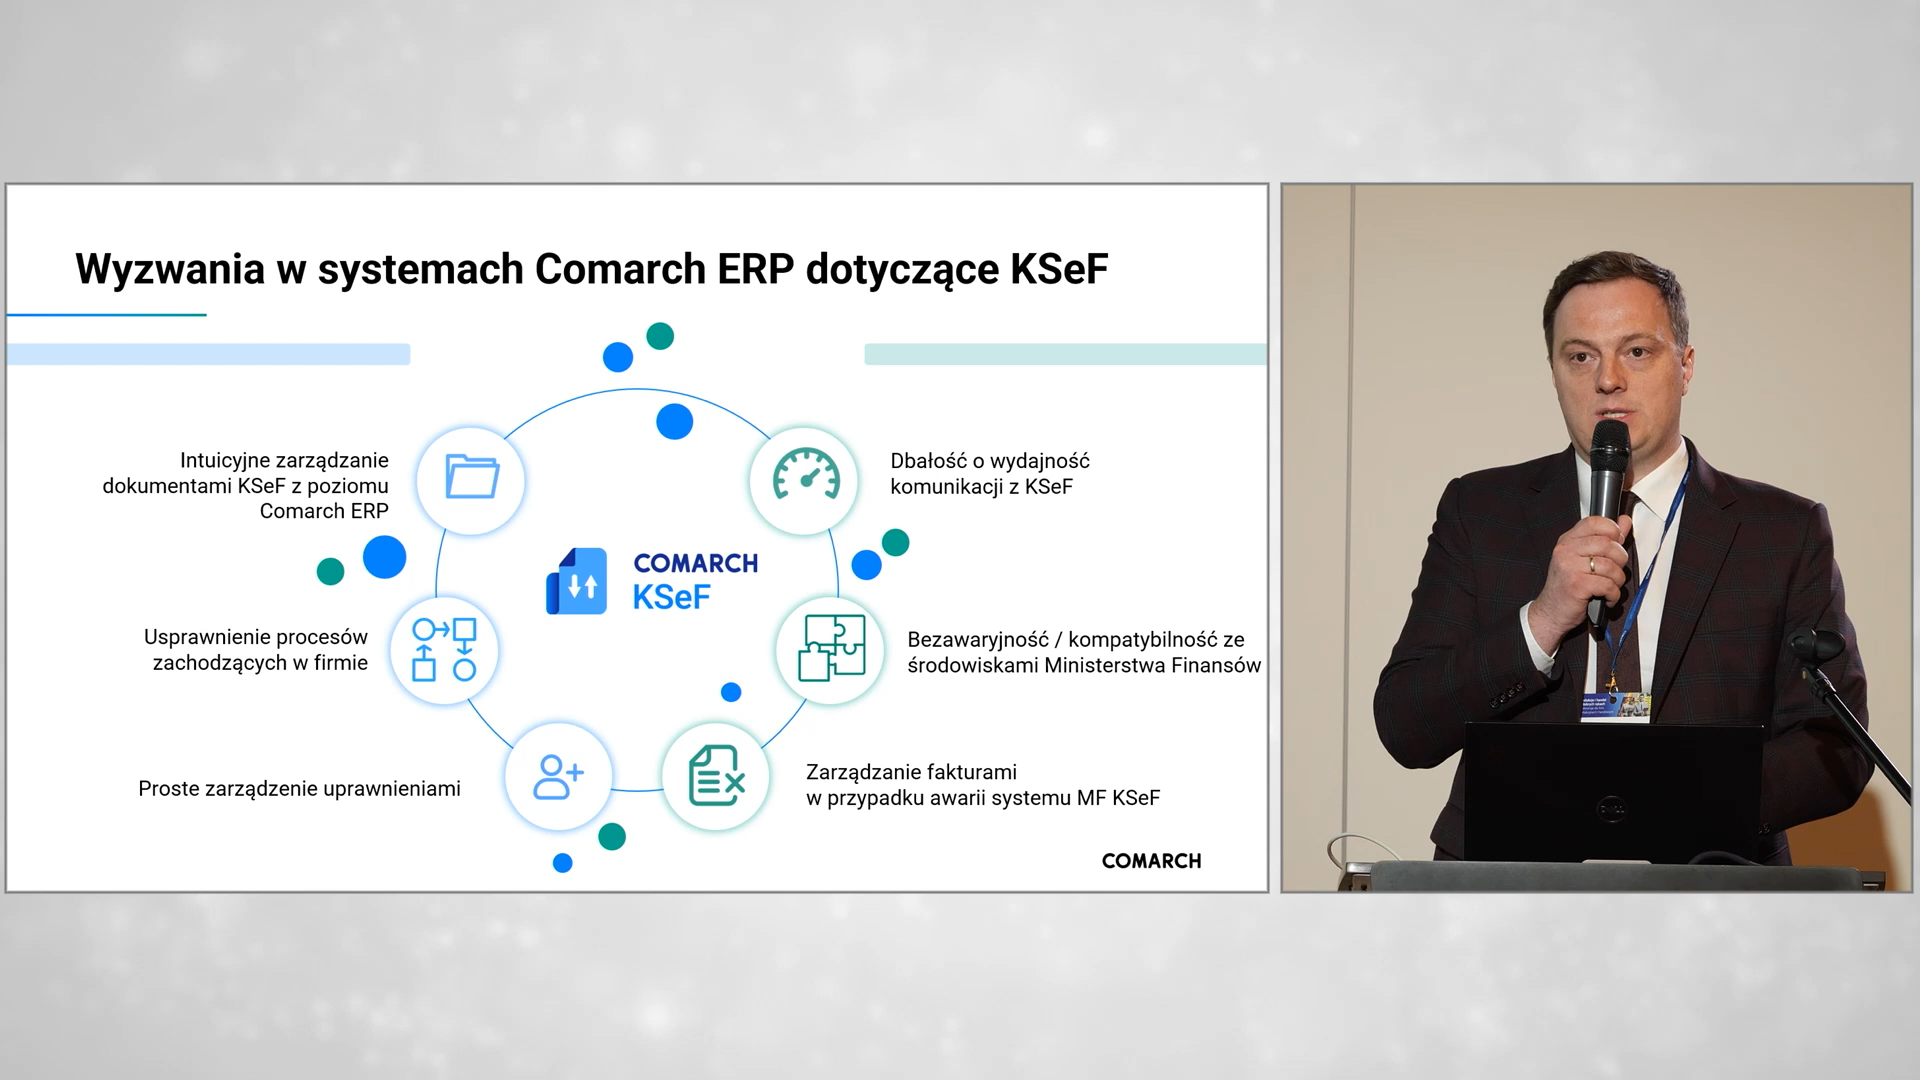 Wyzwania w systemach Comarch ERP dotyczące KSeF
Intuicyjne zarządzanie
dokumentami KSeF z poziomu
Comarch ERP
Dbałość o wydajność
komunikacji z KSeF
COMARCH
KSeF
Usprawnienie procesów
zachodzących w firmie
Bezawaryjność / kompatybilność ze
środowiskami Ministerstwa Finansów
Proste zarządzenie uprawnieniami
Zarządzanie fakturami
w przypadku awarii systemu MF KSeF
COMARCH
DELL